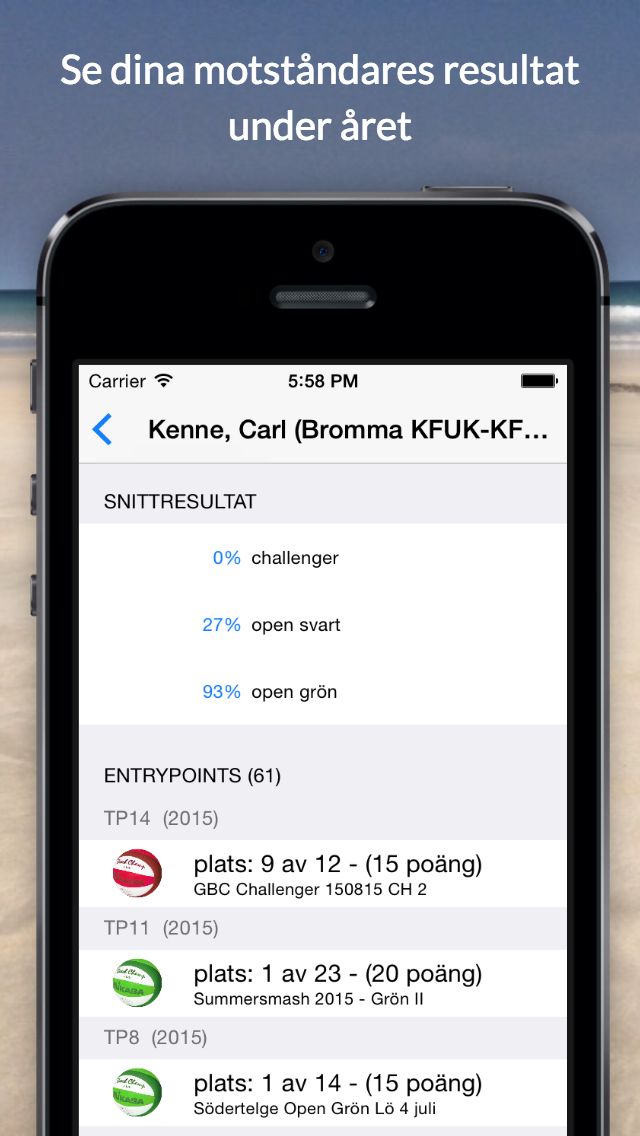 Se dina motståndares resultat
under året
Carrier 5:58 PM
Kenne, Carl (Bromma KFUK-KF...
SNITTRESULTAT
0% challenger
27% open svart
93% open grön
ENTRYPOINTS (61)
TP14 (2015)
plats: 9 av 12 - (15 poäng)
GBC Challenger 150815 CH 2
TP11 (2015)
plats: 1 av 23 - (20 poäng)
Summersmash 2015 - Grön II
TP8 (2015)
plats: 1 av 14 - (15 poäng)
Södertelge Open Grön Lö 4 juli